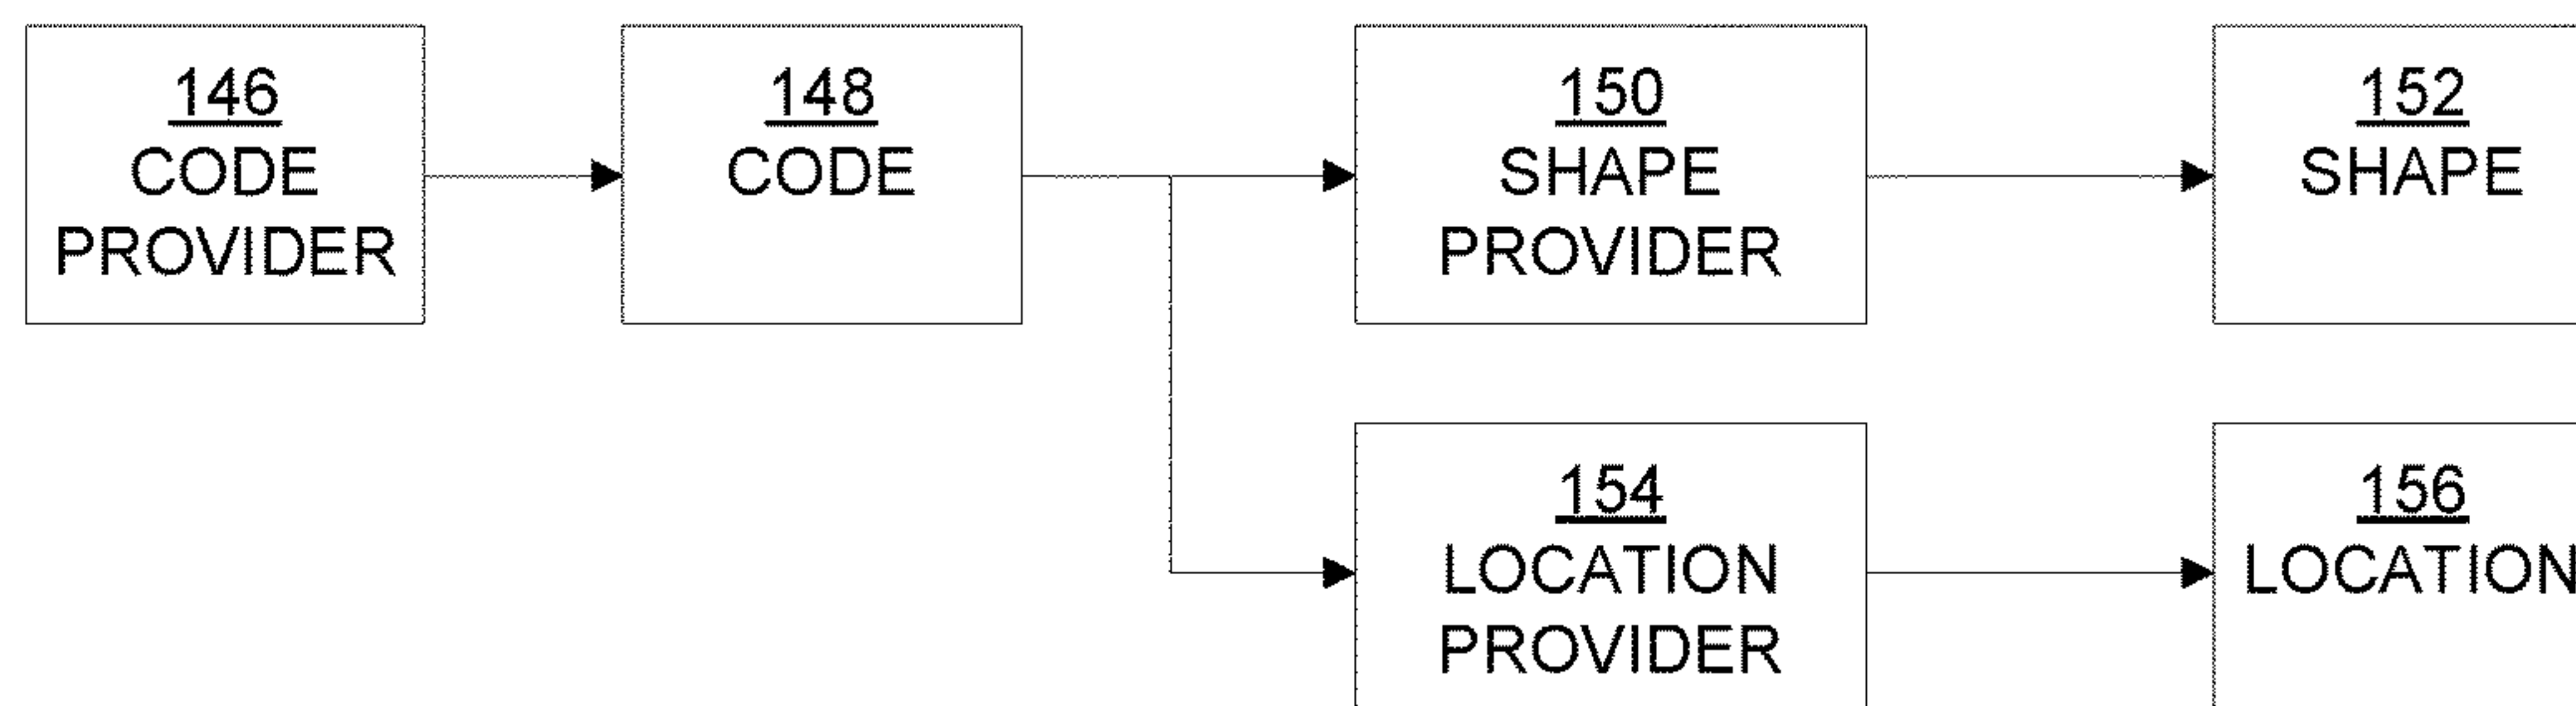 146
CODE
PROVIDER
148
CODE
150
SHAPE
PROVIDER
152
SHAPE
154
LOCATION
PROVIDER
156
LOCATION